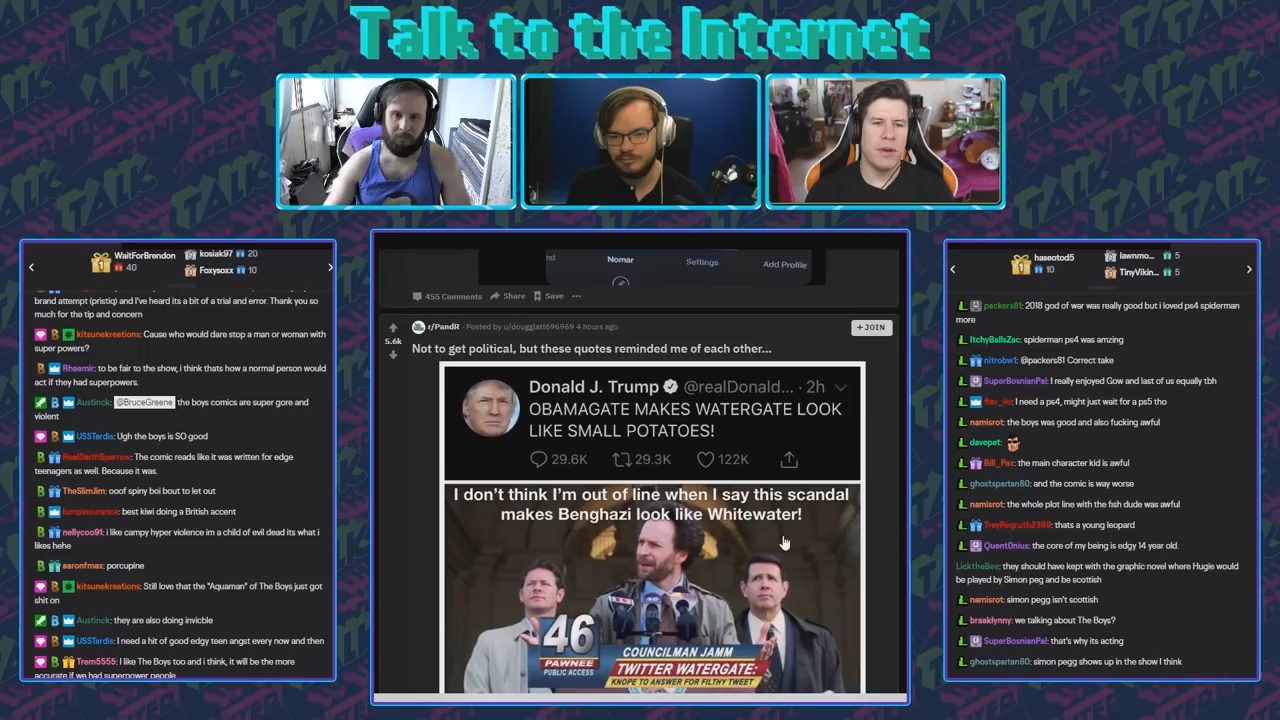 Talk to the Internet
WaitForBrendon
40
kosiak97 20
Foxysoxx 10
brand attempt (pristiq) and I've heard its a bit of a trial and error. Thank you so
much for the tip and concern
kitsunekreations: Cause who would dare stop a man or woman with
super powers?
Rhaemir: to be fair to the show, i think thats how a normal person would
act if they had superpowers.
Austinck: @BruceGreene the boys comics are super gore and
violent
USSTardis: Ugh the boys is SO good
RealDarthSparrow: The comic reads like it was written for edge
teenagers as well. Because it was.
TheSlimJim: ooof spiny boi bout to let out
lumpinsurance: best kiwi doing a British accent
nellycoo91: i like campy hyper violence im a child of evil dead its what i
likes hehe
aaronfmax: porcupine
kitsunekreations: Still love that the "Aquaman" of The Boys just got
shit on
Austinck: they are also doing invicble
USSTardis: I need a hit of good edgy teen angst every now and then
Trem5555: I like The Boys too and i think, it will be the more
accurate if we had superpower people
est
Nomar
Settings
Add Profile
455 Comments Share Save
5.6k
r/PandR · Posted by u/dougglatt696969 4 hours ago
+ JOIN
Not to get political, but these quotes reminded me of each other...
Donald J. Trump @realDonald... · 2h
OBAMAGATE MAKES WATERGATE LOOK
LIKE SMALL POTATOES!
29.6K 29.3K 122K
I don't think I'm out of line when I say this scandal
makes Benghazi look like Whitewater!
46
PAWNEE
PUBLIC ACCESS
COUNCILMAN JAMM
TWITTER WATERGATE:
KNOPE TO ANSWER FOR FILTHY TWEET
haseotod5
10
lawnmo... 5
TinyVikin... 5
packers81: 2018 god of war was really good but i loved ps4 spiderman
more
ItchyBallsZac: spiderman ps4 was amzing
nitrobw1: @packers81 Correct take
SuperBosnianPal: I really enjoyed Gow and last of us equally tbh
I need a ps4, might just wait for a ps5 tho
namisrot: the boys was good and also fucking awful
davepet:
Bill_Pax: the main character kid is awful
ghostspartan80: and the comic is way worse
namisrot: the whole plot line with the fish dude was awful
TreyRegruth2399: thats a young leopard
Quent0nius: the core of my being is edgy 14 year old.
LicktheBee: they should have kept with the graphic novel where Hugie would
be played by Simon peg and be scottish
namisrot: simon pegg isn't scottish
braaklynny: we talking about The Boys?
SuperBosnianPal: that's why its acting
ghostspartan80: simon pegg shows up in the show I think